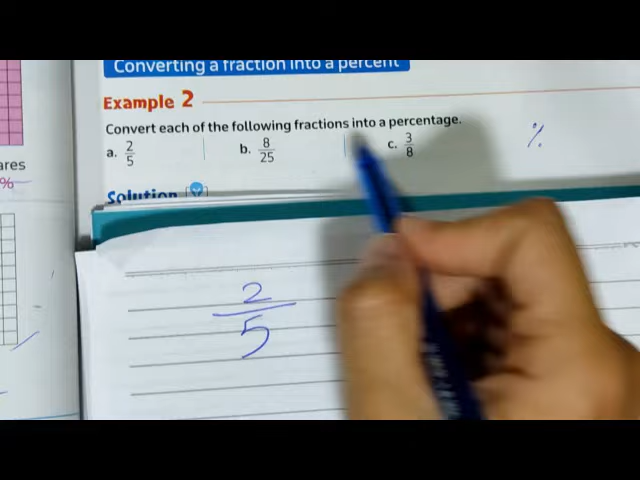 Converting a fraction into a percent
Example 2
Convert each of the following fractions into a percentage.
a. 2/5 b. 8/25 c. 3/8
%
Solution
ares
%
2/5